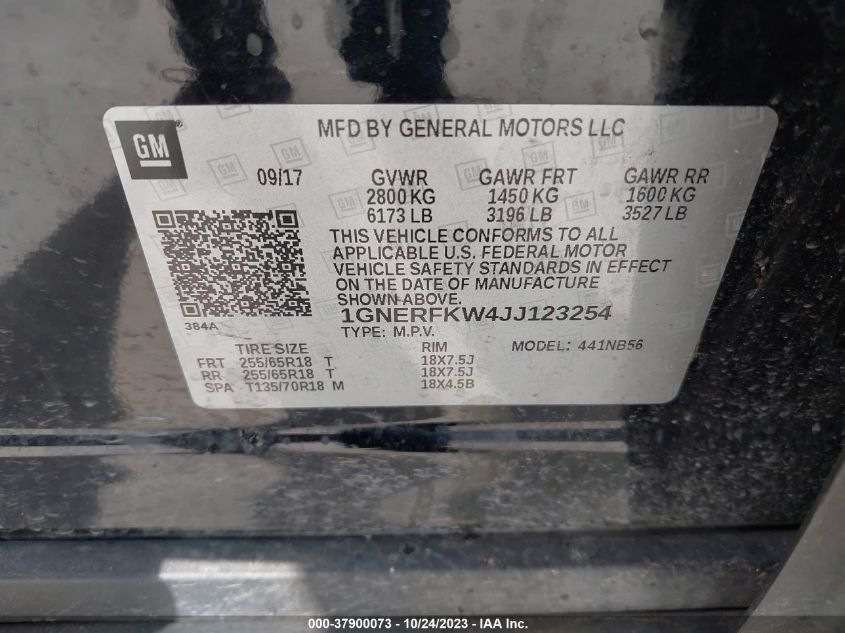 GM
MFD BY GENERAL MOTORS LLC
09/17 GVWR GAWR FRT GAWR RR
2800 KG 1450 KG 1600 KG
6173 LB 3196 LB 3527 LB
THIS VEHICLE CONFORMS TO ALL
APPLICABLE U.S. FEDERAL MOTOR
VEHICLE SAFETY STANDARDS IN EFFECT
ON THE DATE OF MANUFACTURE
SHOWN ABOVE.
384A
1GNERFKW4JJ123254
TYPE: M.P.V. MODEL: 441NB56
TIRE SIZE RIM
FRT 255/65R18 T 18X7.5J
RR 255/65R18 T 18X7.5J
SPA T135/70R18 M 18X4.5B
000-37900073 - 10/24/2023 - IAAI.com Inc.